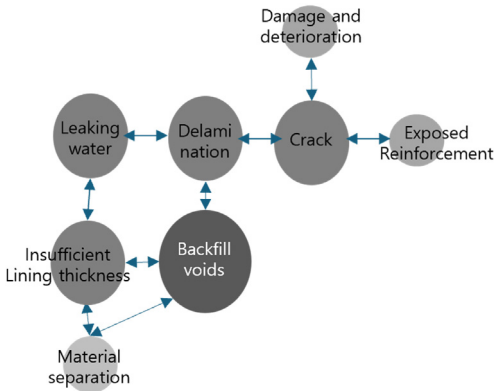 Damage and
deterioration
Leaking
water
Delami
nation
Crack
Exposed
Reinforcement
Insufficient
Lining thickness
Backfill
voids
Material
separation